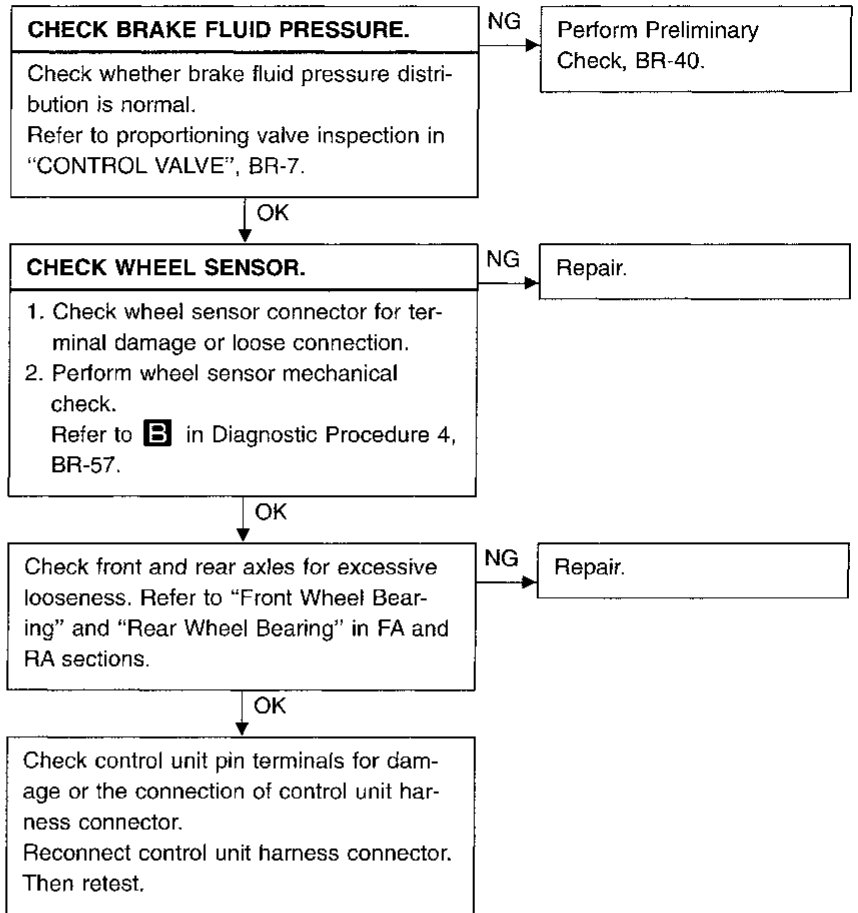 CHECK BRAKE FLUID PRESSURE.
Check whether brake fluid pressure distri-
bution is normal.
Refer to proportioning valve inspection in
"CONTROL VALVE", BR-7.
NG
Perform Preliminary
Check, BR-40.
OK
CHECK WHEEL SENSOR.
1. Check wheel sensor connector for ter-
minal damage or loose connection.
2. Perform wheel sensor mechanical
check.
Refer to B in Diagnostic Procedure 4,
BR-57.
NG
Repair.
OK
Check front and rear axles for excessive
looseness. Refer to "Front Wheel Bear-
ing" and "Rear Wheel Bearing" in FA and
RA sections.
NG
Repair.
OK
Check control unit pin terminals for dam-
age or the connection of control unit har-
ness connector.
Reconnect control unit harness connector.
Then retest.